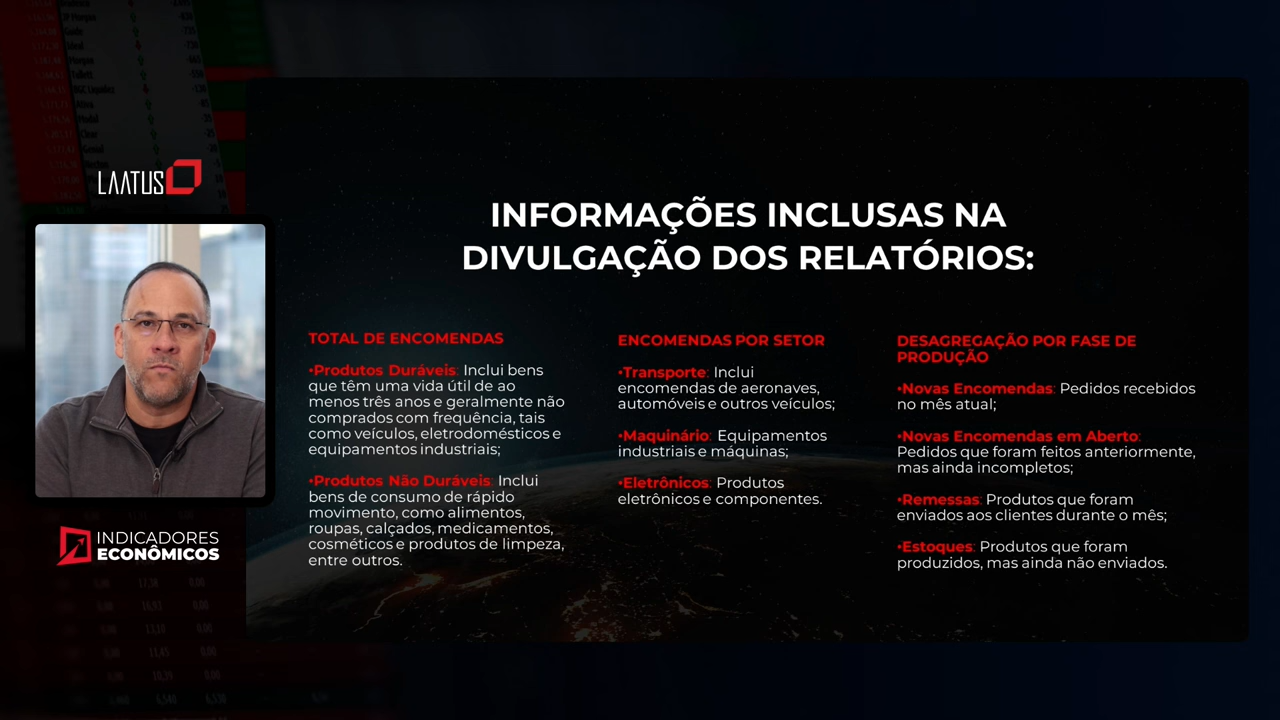 LAATUS
INDICADORES
ECONÔMICOS
INFORMAÇÕES INCLUSAS NA
DIVULGAÇÃO DOS RELATÓRIOS:
TOTAL DE ENCOMENDAS
•Produtos Duráveis: Inclui bens
que têm uma vida útil de ao
menos três anos e geralmente não
comprados com frequência, tais
como veículos, eletrodomésticos e
equipamentos industriais;
•Produtos Não Duráveis: Inclui
bens de consumo de rápido
movimento, como alimentos,
roupas, calçados, medicamentos,
cosméticos e produtos de limpeza,
entre outros.
ENCOMENDAS POR SETOR
•Transporte: Inclui
encomendas de aeronaves,
automóveis e outros veículos;
•Maquinário: Equipamentos
industriais e máquinas;
•Eletrônicos: Produtos
eletrônicos e componentes.
DESAGREGAÇÃO POR FASE DE
PRODUÇÃO
•Novas Encomendas: Pedidos recebidos
no mês atual;
•Novas Encomendas em Aberto:
Pedidos que foram feitos anteriormente,
mas ainda incompletos;
•Remessas: Produtos que foram
enviados aos clientes durante o mês;
•Estoques: Produtos que foram
produzidos, mas ainda não enviados.